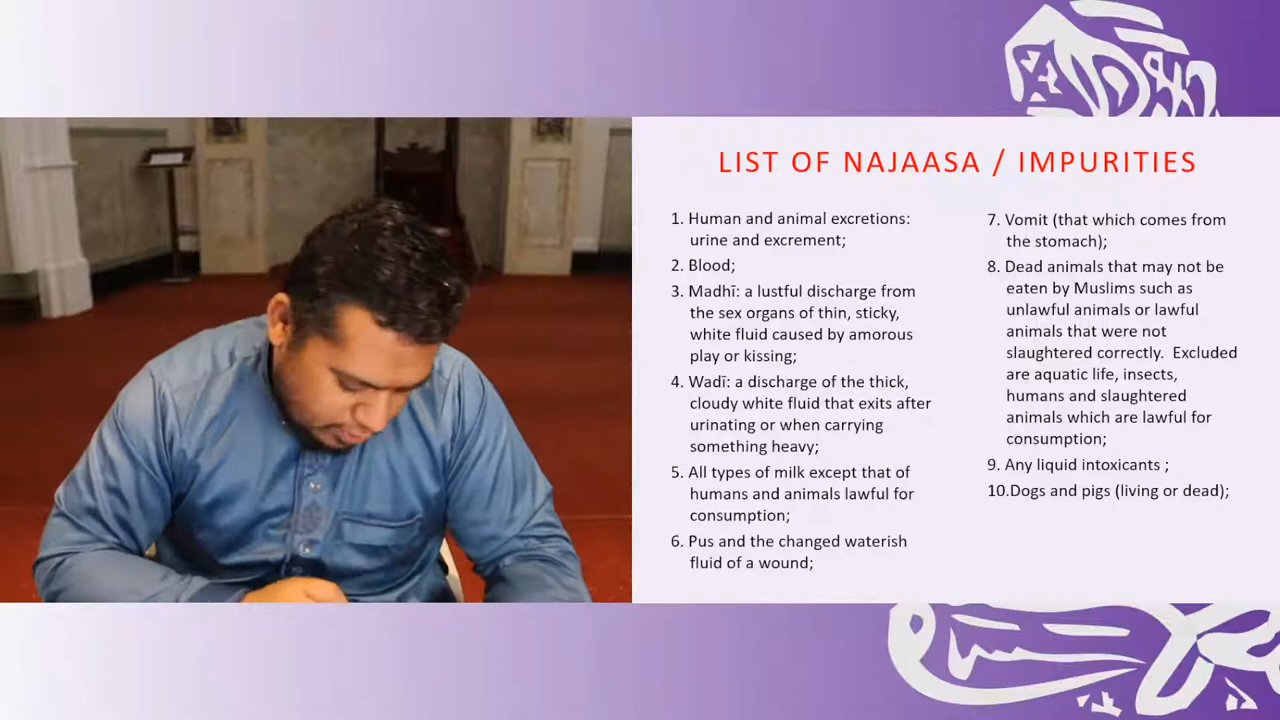 LIST OF NAJAASA / IMPURITIES
1. Human and animal excretions:
urine and excrement;
2. Blood;
3. Madhī: a lustful discharge from
the sex organs of thin, sticky,
white fluid caused by amorous
play or kissing;
4. Wadī: a discharge of the thick,
cloudy white fluid that exits after
urinating or when carrying
something heavy;
5. All types of milk except that of
humans and animals lawful for
consumption;
6. Pus and the changed waterish
fluid of a wound;
7. Vomit (that which comes from
the stomach);
8. Dead animals that may not be
eaten by Muslims such as
unlawful animals or lawful
animals that were not
slaughtered correctly.  Excluded
are aquatic life, insects,
humans and slaughtered
animals which are lawful for
consumption;
9. Any liquid intoxicants ;
10.Dogs and pigs (living or dead);